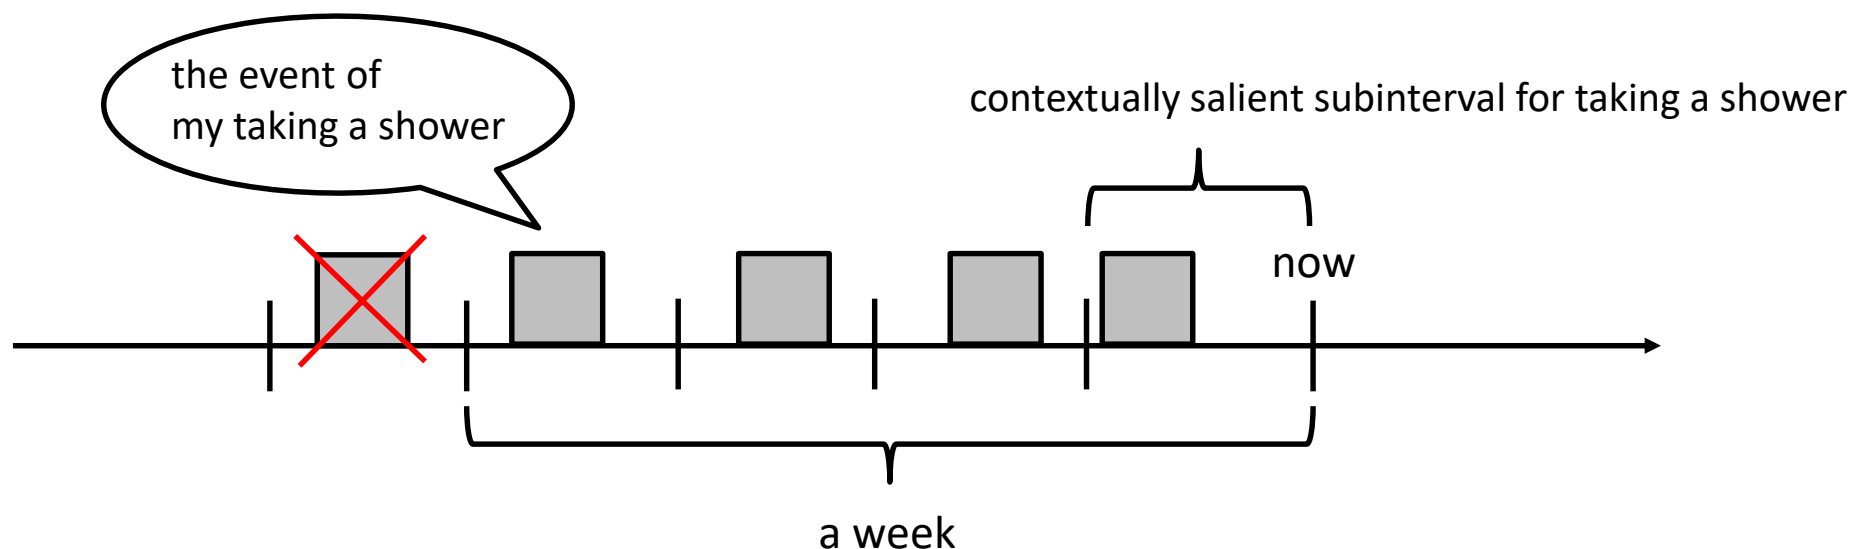 the event of
my taking a shower
contextually salient subinterval for taking a shower
now
a week